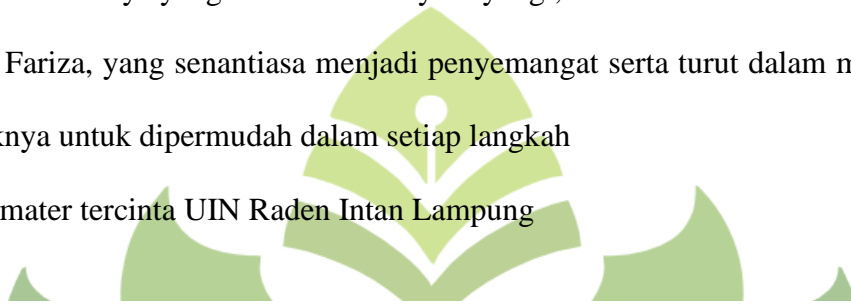 Fariza, yang senantiasa menjadi penyemangat serta turut dalam
untuk dipermudah dalam setiap langkah
mater tercinta UIN Raden Intan Lampung